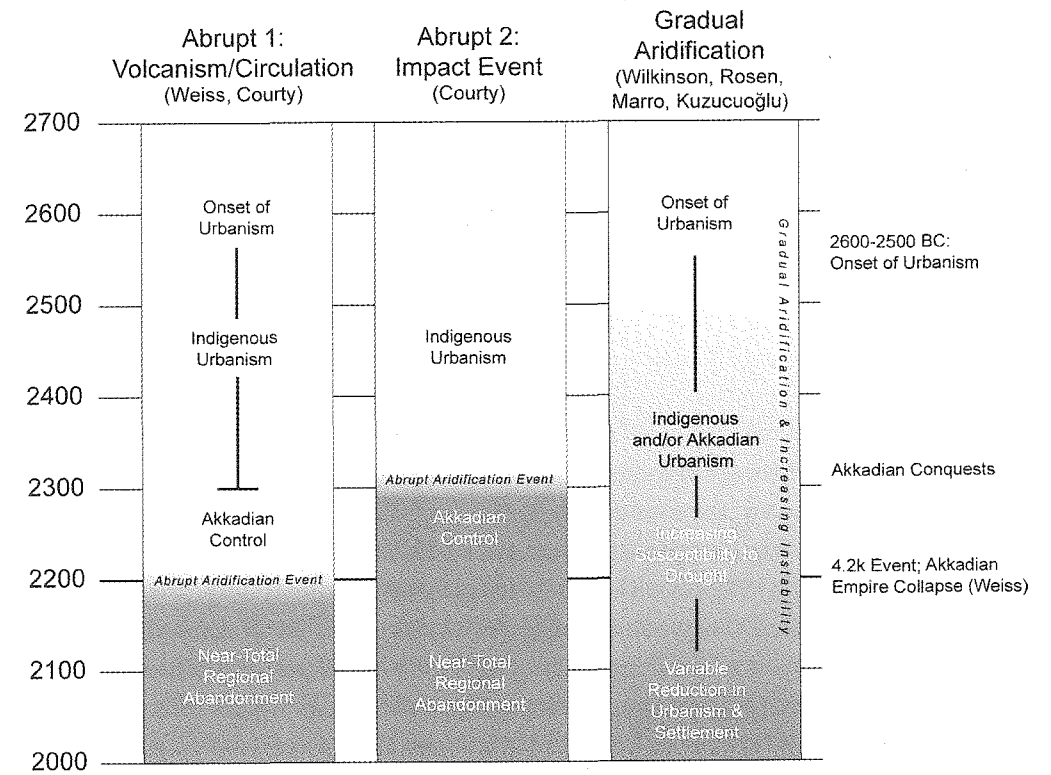 Abrupt 1:
Volcanism/Circulation
(Weiss, Courty)
Abrupt 2:
Impact Event
(Courty)
Gradual
Aridification
(Wilkinson, Rosen,
Marro, Kuzucuoğlu)
2700
2600
2500
2400
2300
2200
2100
2000
Onset of
Urbanism
Indigenous
Urbanism
Akkadian
Control
Abrupt Aridification Event
Near-Total
Regional
Abandonment
Indigenous
Urbanism
Abrupt Aridification Event
Akkadian
Control
Near-Total
Regional
Abandonment
Onset of
Urbanism
Indigenous
and/or Akkadian
Urbanism
Increasing
Susceptibility to
Drought
Variable
Reduction in
Urbanism &
Settlement
Gradual Aridification & Increasing Instability
2600-2500 BC:
Onset of Urbanism
Akkadian Conquests
4.2k Event; Akkadian
Empire Collapse (Weiss)